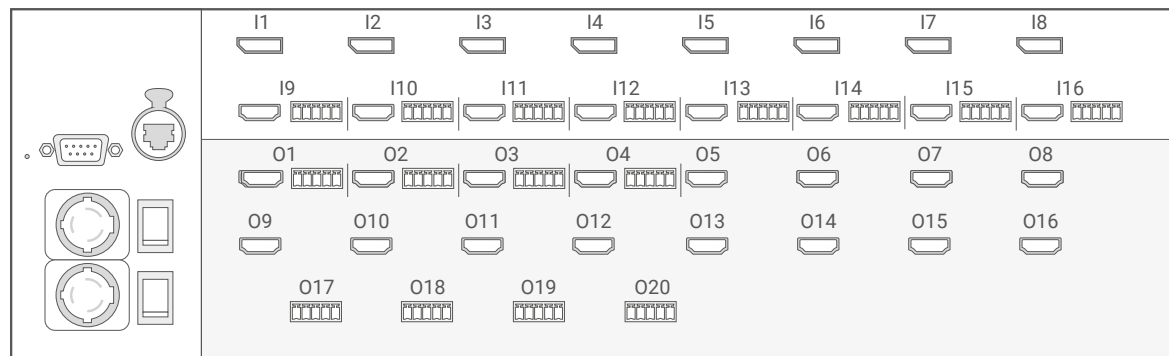 I1 I2 I3 I4 I5 I6 I7 I8
I9 I10 I11 I12 I13 I14 I15 I16
O1 O2 O3 O4 O5 O6 O7 O8
O9 O10 O11 O12 O13 O14 O15 O16
O17 O18 O19 O20